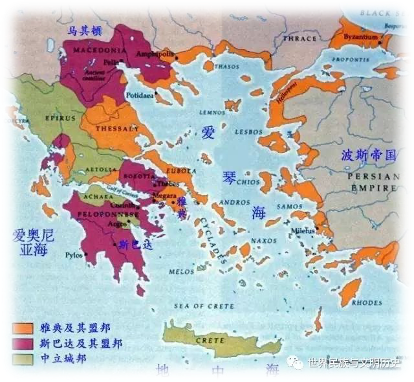 BLACK SEA
马其顿
MACEDONIA
Pella
Amphipolis
THRACE
Byzantium
PROPONTIS
THASOS
Hellespont
Potidaea
LEMNOS
EPIRUS
THESSALY
爱
LESBOS
波斯帝国
PERSIAN
EMPIRE
琴
CHIOS
AETOLIA
BOEOTIA
EUBOEA
Thebes
Megara
雅典
ACHAEA
Corinth
PELOPONNESE
Argos
ANDROS
SAMOS
海
Miletus
CYCLADES
NAXOS
爱奥尼
亚海
斯巴达
Pylos
MELOS
RHODES
SEA OF CRETE
CRETE
雅典及其盟邦
斯巴达及其盟邦
中立城邦
地 中 海
世界民族与文明历史